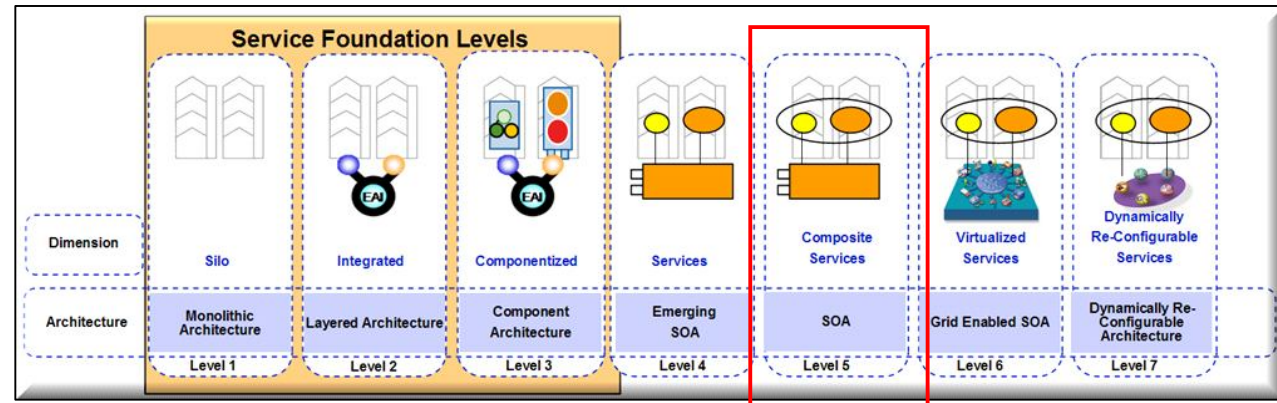 Service Foundation Levels
EAI
EAI
Dimension
Silo
Integrated
Componentized
Services
Composite
Services
Virtualized
Services
Dynamically
Re-Configurable
Services
Architecture
Monolithic
Architecture
Layered Architecture
Component
Architecture
Emerging
SOA
SOA
Grid Enabled SOA
Dynamically Re-
Configurable
Architecture
Level 1
Level 2
Level 3
Level 4
Level 5
Level 6
Level 7